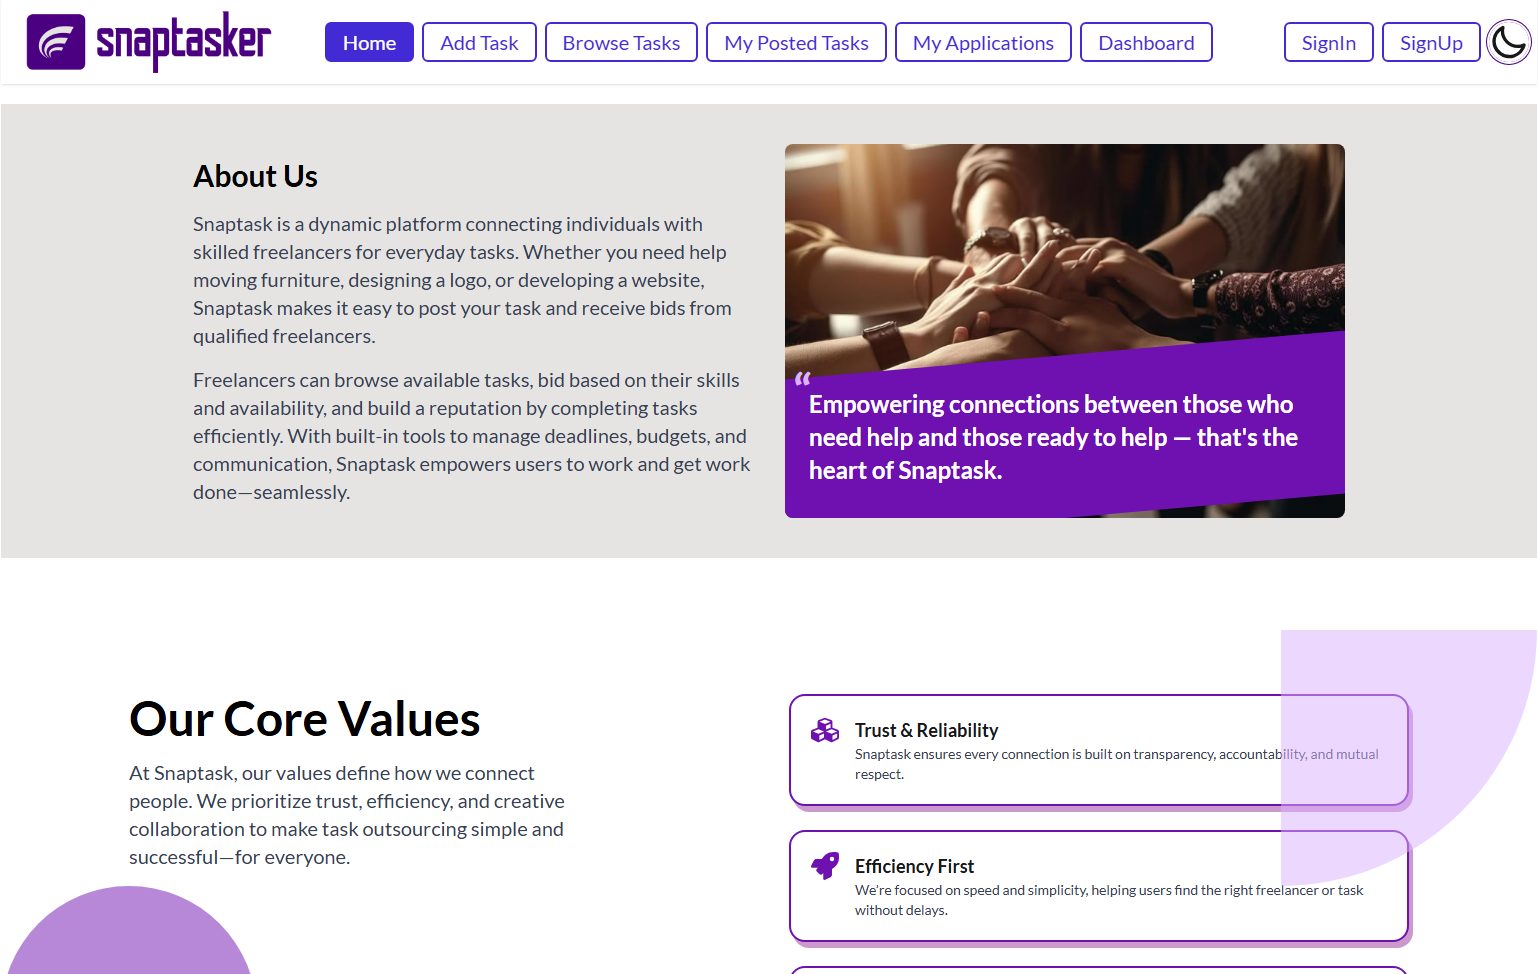 snaptasker
Home
Add Task
Browse Tasks
My Posted Tasks
My Applications
Dashboard
SignIn
SignUp
About Us
Snaptask is a dynamic platform connecting individuals with
skilled freelancers for everyday tasks. Whether you need help
moving furniture, designing a logo, or developing a website,
Snaptask makes it easy to post your task and receive bids from
qualified freelancers.
Freelancers can browse available tasks, bid based on their skills
and availability, and build a reputation by completing tasks
efficiently. With built-in tools to manage deadlines, budgets, and
communication, Snaptask empowers users to work and get work
done—seamlessly.
“
Empowering connections between those who
need help and those ready to help — that's the
heart of Snaptask.
Our Core Values
At Snaptask, our values define how we connect
people. We prioritize trust, efficiency, and creative
collaboration to make task outsourcing simple and
successful—for everyone.
Trust & Reliability
Snaptask ensures every connection is built on transparency, accountability, and mutual
respect.
Efficiency First
We're focused on speed and simplicity, helping users find the right freelancer or task
without delays.